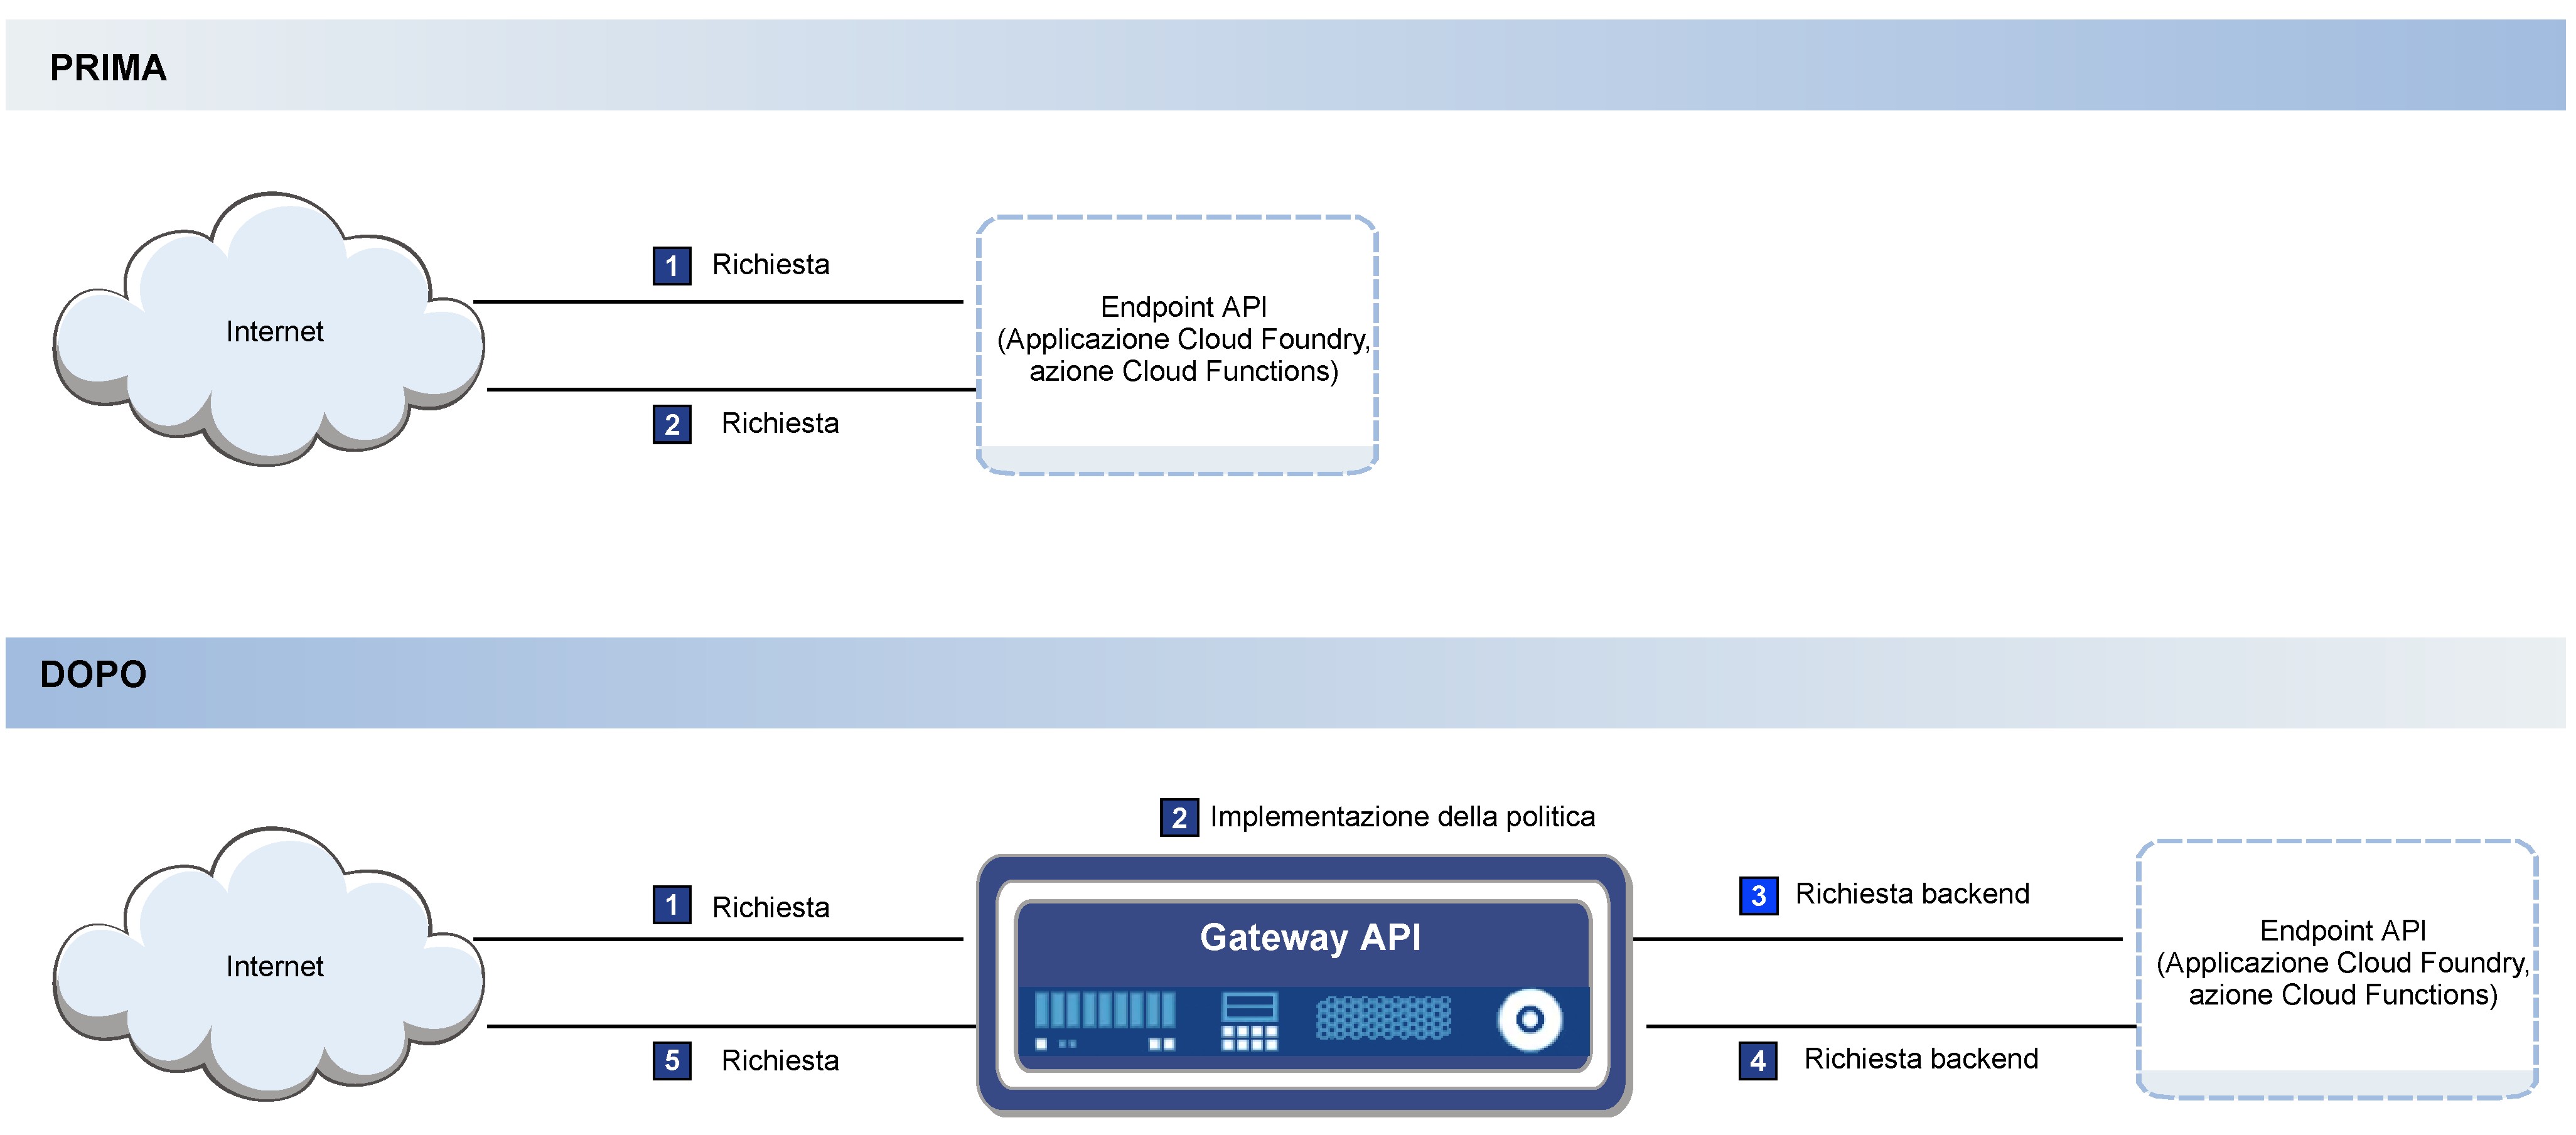 PRIMA
1 Richiesta
Internet
Endpoint API
(Applicazione Cloud Foundry,
azione Cloud Functions)
2 Richiesta
DOPO
2 Implementazione della politica
1 Richiesta
3 Richiesta backend
Internet
Gateway API
Endpoint API
(Applicazione Cloud Foundry,
azione Cloud Functions)
5 Richiesta
4 Richiesta backend